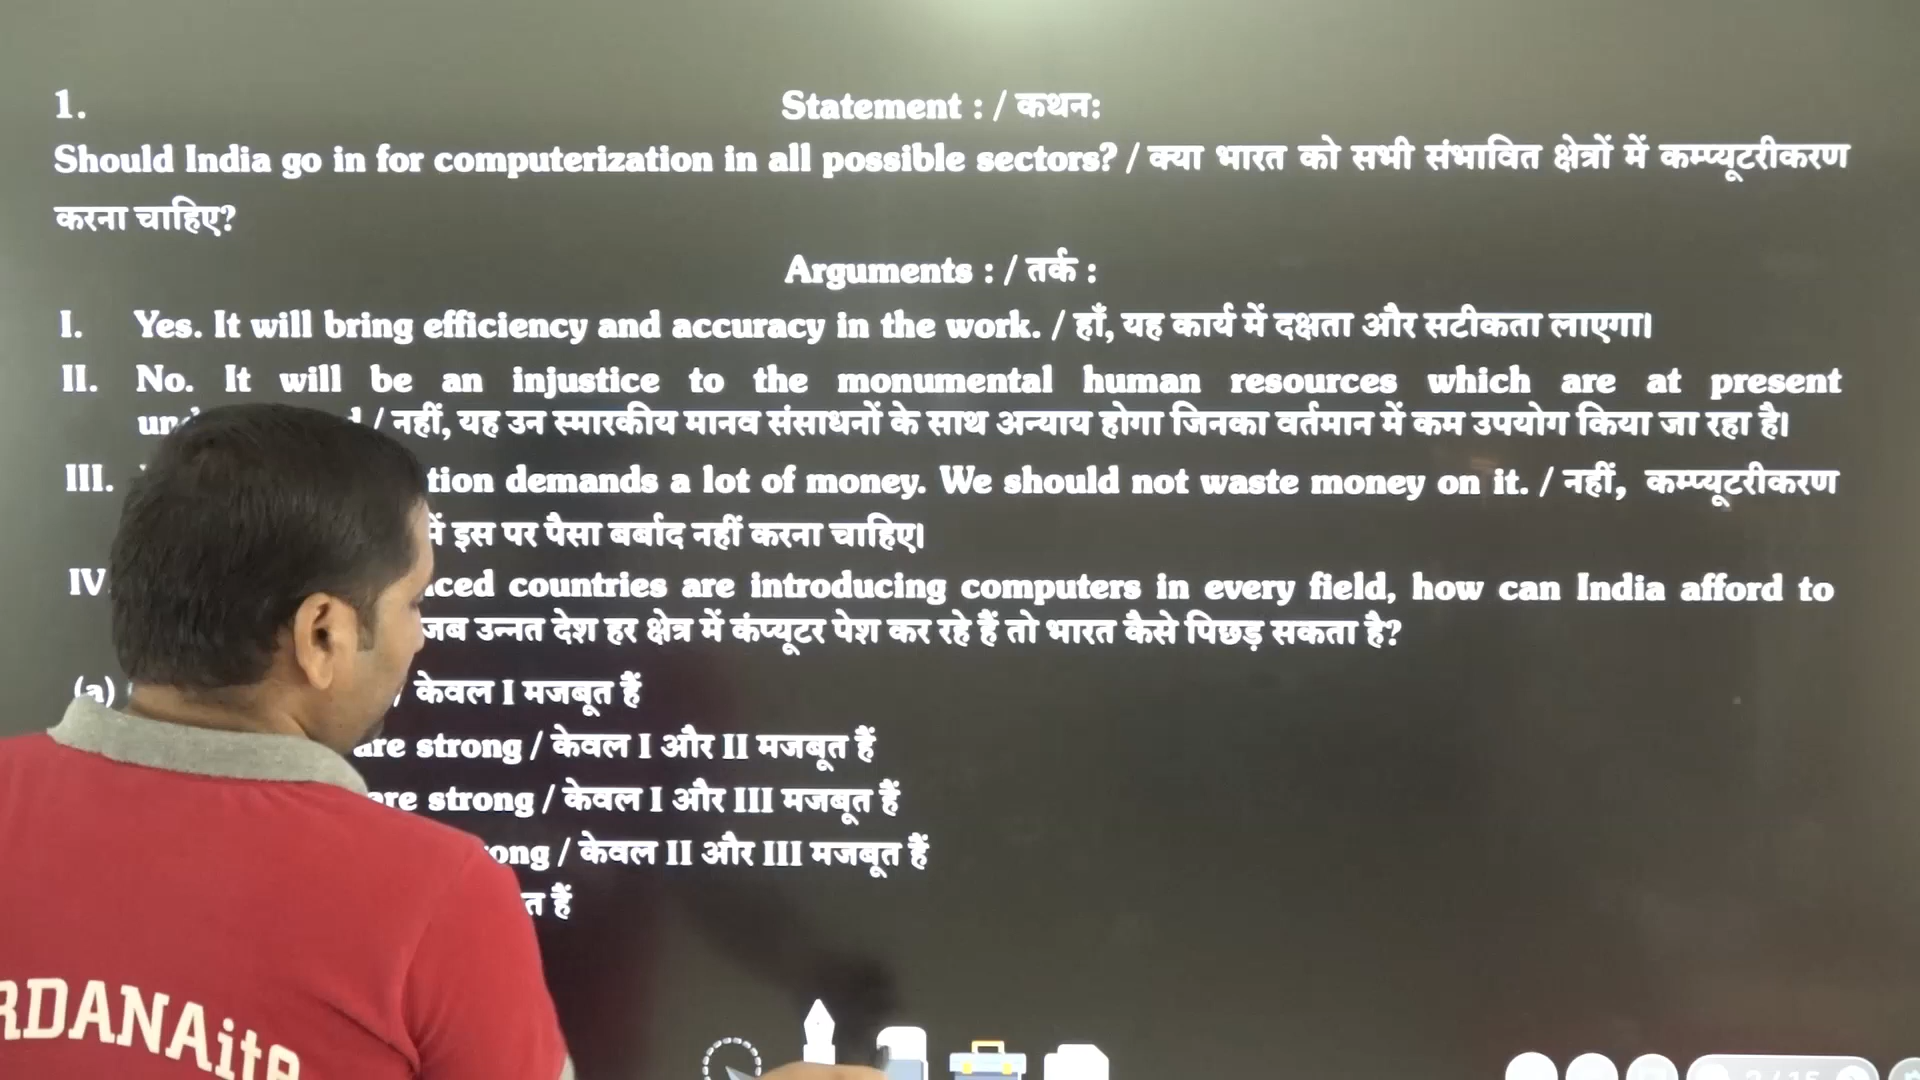 1.
Statement : / कथन:
Should India go in for computerization in all possible sectors? / क्या भारत को सभी संभावित क्षेत्रों में कम्प्यूटरीकरण
करना चाहिए?
Arguments : / तर्क :
I. Yes. It will bring efficiency and accuracy in the work. / हाँ, यह कार्य में दक्षता और सटीकता लाएगा।
II. No. It will be an injustice to the monumental human resources which are at present
/ नहीं, यह उन स्मारकीय मानव संसाधनों के साथ अन्याय होगा जिनका वर्तमान में कम उपयोग किया जा रहा है।
III. demands a lot of money. We should not waste money on it. / नहीं, कम्प्यूटरीकरण
इस पर पैसा बर्बाद नहीं करना चाहिए।
IV. countries are introducing computers in every field, how can India afford to
जब उन्नत देश हर क्षेत्र में कंप्यूटर पेश कर रहे हैं तो भारत कैसे पिछड़ सकता है?
(a) / केवल I मजबूत हैं
are strong / केवल I और II मजबूत हैं
are strong / केवल I और III मजबूत हैं
/ केवल II और III मजबूत हैं
हैं